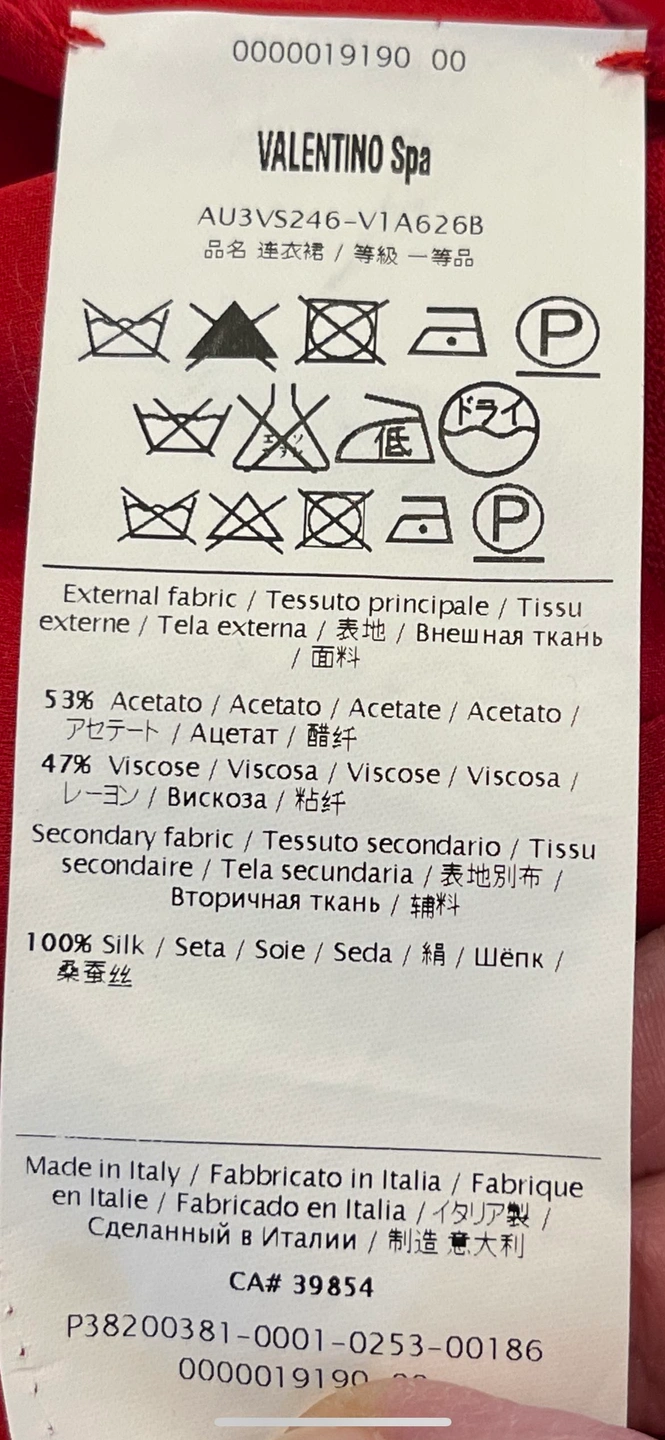 0000019190 00
VALENTINO Spa
AU3VS246-V1A626B
品名 連衣裙 / 等級 一等品
P
低 ドライ
P
External fabric / Tessuto principale / Tissu
externe / Tela externa / 表地 / Внешная ткань
/ 面料
53% Acetato / Acetato / Acetate / Acetato /
アセテート / Ацетат / 醋纤
47% Viscose / Viscosa / Viscose / Viscosa /
レーヨン / Вискоза / 粘纤
Secondary fabric / Tessuto secondario / Tissu
secondaire / Tela secundaria / 表地別布 /
Вторичная ткань / 辅料
100% Silk / Seta / Soie / Seda / 絹 / Шёпк /
桑蚕丝
Made in Italy / Fabbricato in Italia / Fabrique
en Italie / Fabricado en Italia / イタリア製 /
Сделанный в Италии / 制造 意大利
CA# 39854
P38200381-0001-0253-00186
0000019190